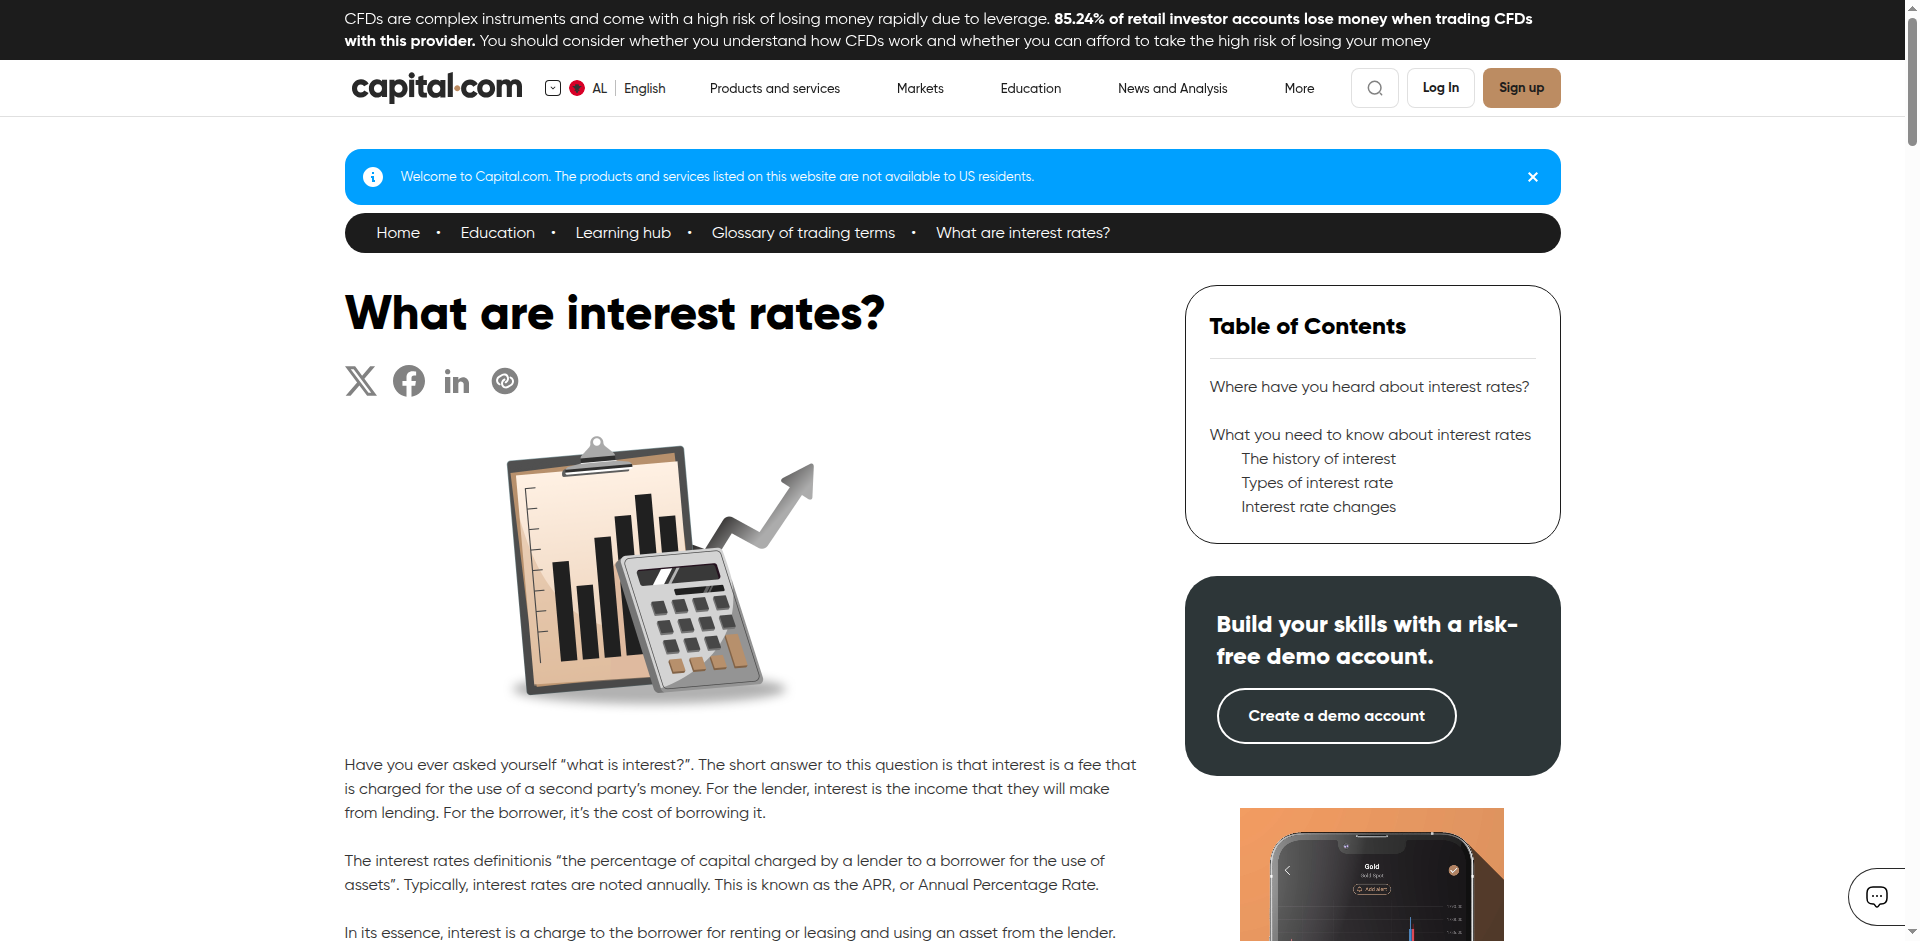 CFDs are complex instruments and come with a high risk of losing money rapidly due to leverage. 85.24% of retail investor accounts lose money when trading CFDs
with this provider. You should consider whether you understand how CFDs work and whether you can afford to take the high risk of losing your money
capital.com
AL English
Products and services
Markets
Education
News and Analysis
More
Log In
Sign up
Welcome to Capital.com. The products and services listed on this website are not available to US residents.
Home • Education • Learning hub • Glossary of trading terms • What are interest rates?
What are interest rates?
Have you ever asked yourself “what is interest?”. The short answer to this question is that interest is a fee that
is charged for the use of a second party’s money. For the lender, interest is the income that they will make
from lending. For the borrower, it’s the cost of borrowing it.
The interest rates definitionis “the percentage of capital charged by a lender to a borrower for the use of
assets”. Typically, interest rates are noted annually. This is known as the APR, or Annual Percentage Rate.
In its essence, interest is a charge to the borrower for renting or leasing and using an asset from the lender.
Table of Contents
Where have you heard about interest rates?
What you need to know about interest rates
The history of interest
Types of interest rate
Interest rate changes
Build your skills with a risk-
free demo account.
Create a demo account
Gold
Gold Spot
Add alert